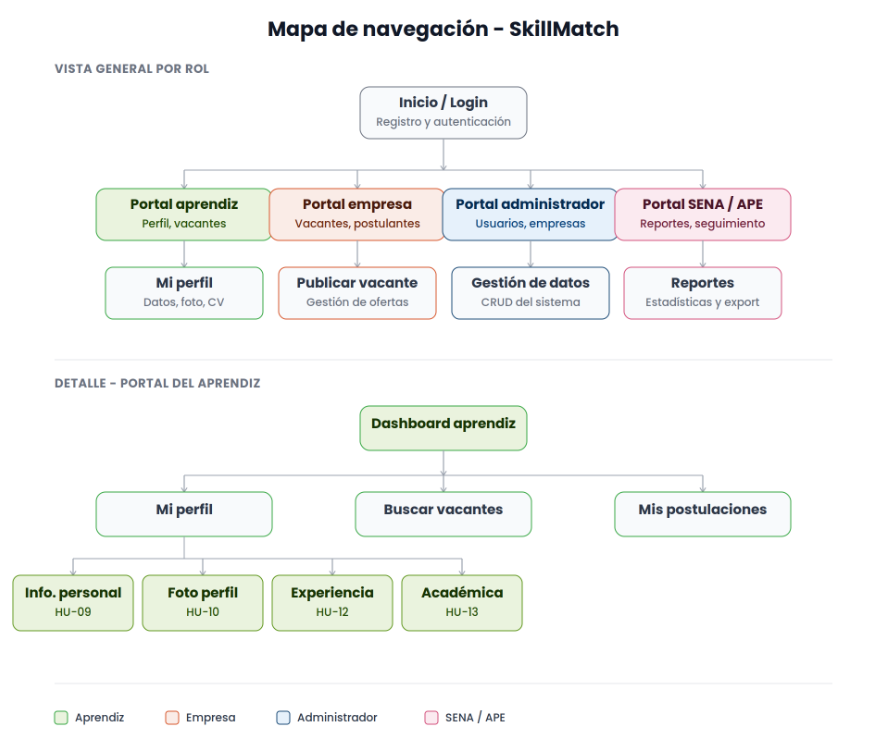 Mapa de navegación - SkillMatch
VISTA GENERAL POR ROL
Inicio / Login
Registro y autenticación
Portal aprendiz
Perfil, vacantes
Portal empresa
Vacantes, postulantes
Portal administrador
Usuarios, empresas
Portal SENA / APE
Reportes, seguimiento
Mi perfil
Datos, foto, CV
Publicar vacante
Gestión de ofertas
Gestión de datos
CRUD del sistema
Reportes
Estadísticas y export
DETALLE - PORTAL DEL APRENDIZ
Dashboard aprendiz
Mi perfil
Buscar vacantes
Mis postulaciones
Info. personal
HU-09
Foto perfil
HU-10
Experiencia
HU-12
Académica
HU-13
Aprendiz
Empresa
Administrador
SENA / APE